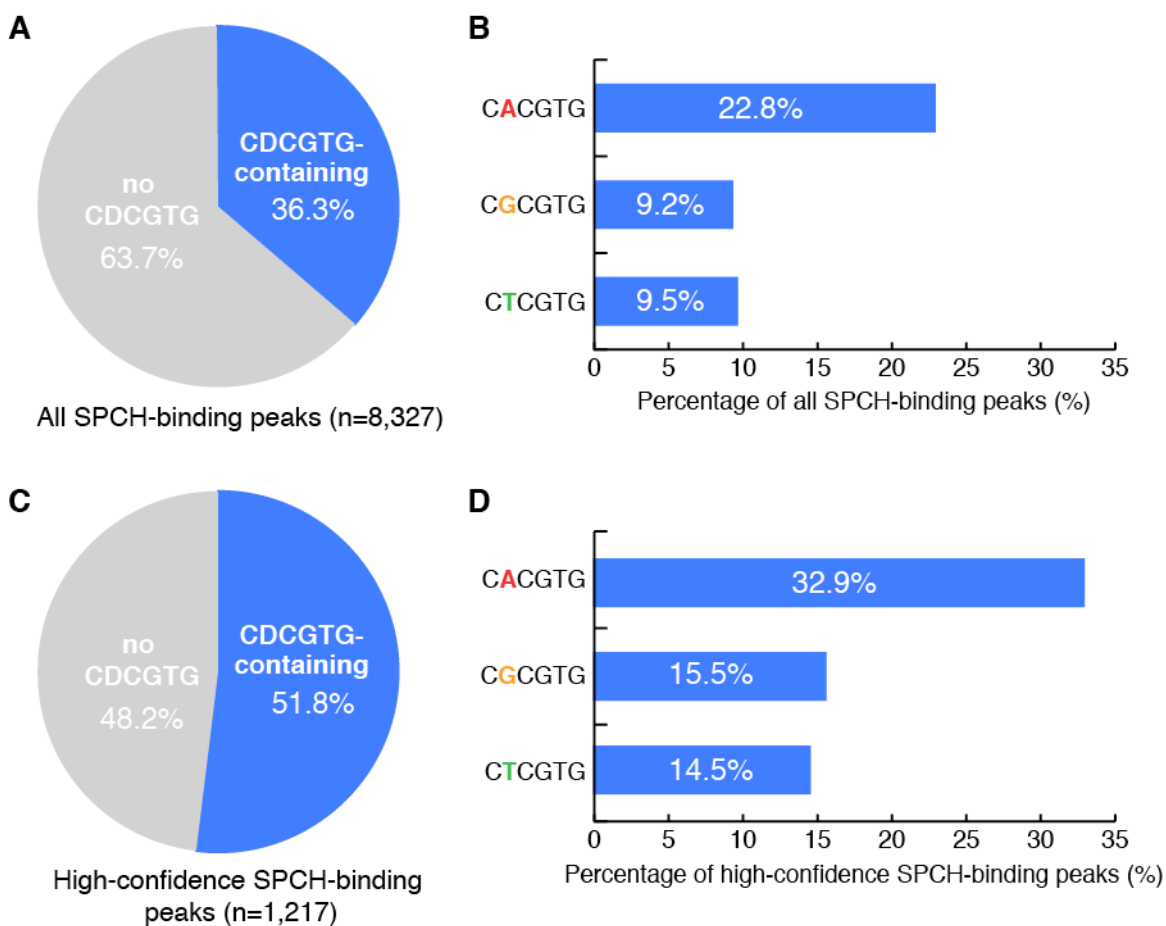 A
no
CDCGTG
63.7%
CDCGTG-
containing
36.3%
All SPCH-binding peaks (n=8,327)
B
CACGTG
22.8%
CGCGTG
9.2%
CTCGTG
9.5%
0 5 10 15 20 25 30 35
Percentage of all SPCH-binding peaks (%)
C
no
CDCGTG
48.2%
CDCGTG-
containing
51.8%
High-confidence SPCH-binding
peaks (n=1,217)
D
CACGTG
32.9%
CGCGTG
15.5%
CTCGTG
14.5%
0 5 10 15 20 25 30 35
Percentage of high-confidence SPCH-binding peaks (%)